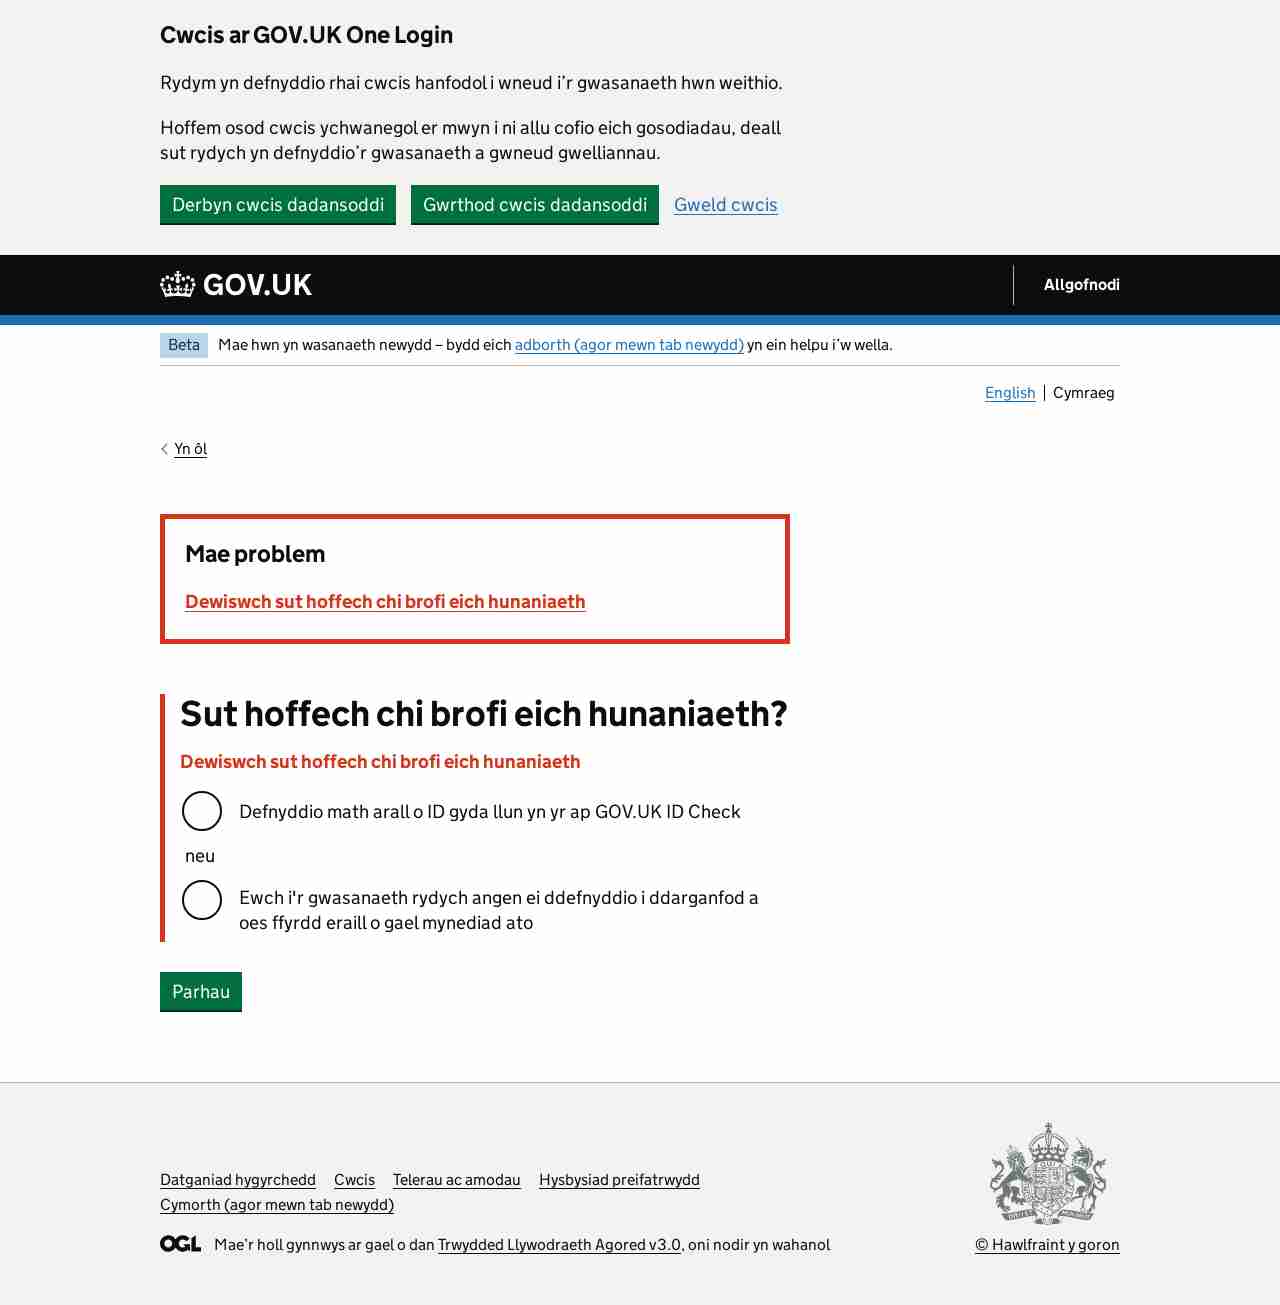 Cwcis ar GOV.UK One Login
Rydym yn defnyddio rhai cwcis hanfodol i wneud i’r gwasanaeth hwn weithio.
Hoffem osod cwcis ychwanegol er mwyn i ni allu cofio eich gosodiadau, deall
sut rydych yn defnyddio’r gwasanaeth a gwneud gwelliannau.
Derbyn cwcis dadansoddi Gwrthod cwcis dadansoddi Gweld cwcis
GOV.UK Allgofnodi
Beta Mae hwn yn wasanaeth newydd – bydd eich adborth (agor mewn tab newydd) yn ein helpu i’w wella.
English Cymraeg
Yn ôl
Mae problem
Dewiswch sut hoffech chi brofi eich hunaniaeth
Sut hoffech chi brofi eich hunaniaeth?
Dewiswch sut hoffech chi brofi eich hunaniaeth
Defnyddio math arall o ID gyda llun yn yr ap GOV.UK ID Check
neu
Ewch i'r gwasanaeth rydych angen ei ddefnyddio i ddarganfod a
oes ffyrdd eraill o gael mynediad ato
Parhau
Datganiad hygyrchedd Cwcis Telerau ac amodau Hysbysiad preifatrwydd
Cymorth (agor mewn tab newydd)
OGL Mae’r holl gynnwys ar gael o dan Trwydded Llywodraeth Agored v3.0, oni nodir yn wahanol
© Hawlfraint y goron